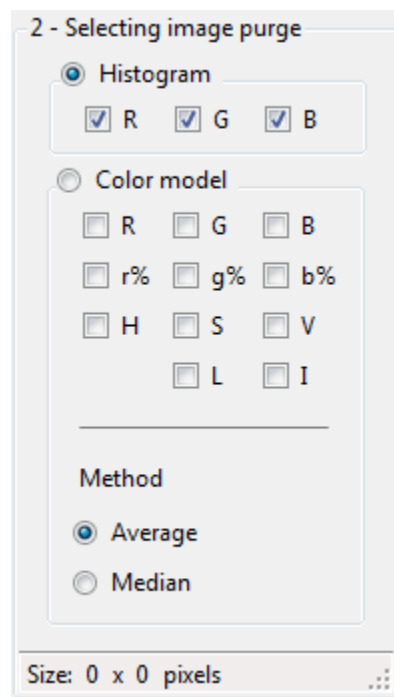 2 - Selecting image purge
Histogram
R G B
Color model
R G B
r% g% b%
H S V
L I
Method
Average
Median
Size: 0 x 0 pixels